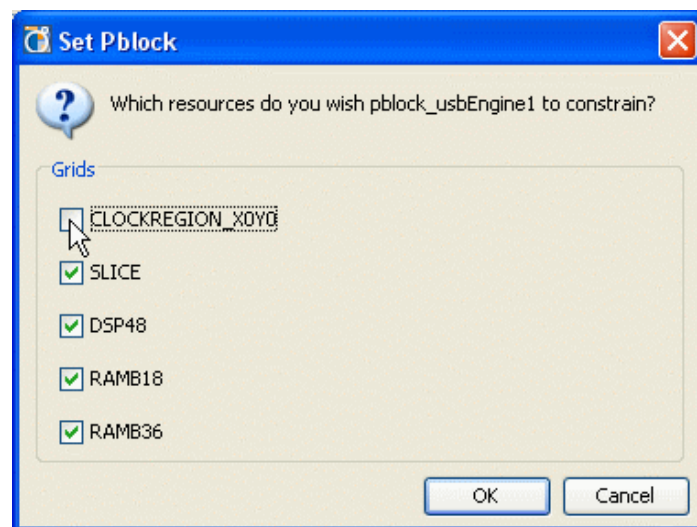 Set Pblock
Which resources do you wish pblock_usbEngine1 to constrain?
Grids
CLOCKREGION_X0Y0
SLICE
DSP48
RAMB18
RAMB36
OK
Cancel